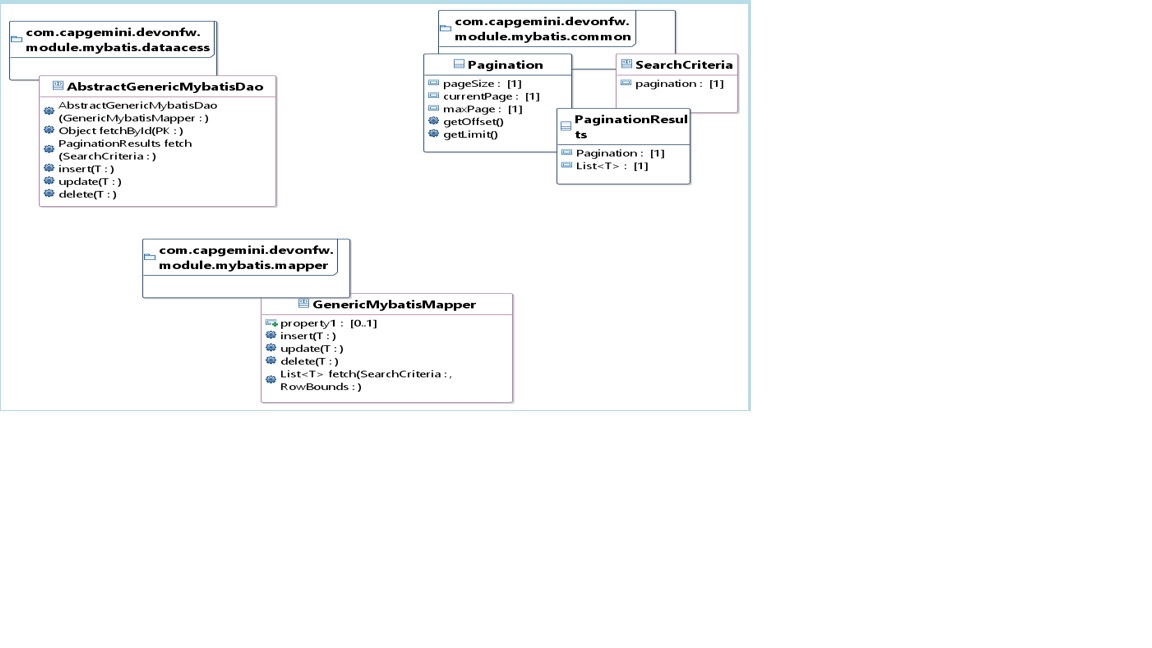 com.capgemini.devonfw.
module.mybatis.dataacess
AbstractGenericMybatisDao
AbstractGenericMybatisDao
(GenericMybatisMapper : )
Object fetchById(PK : )
PaginationResults fetch
(SearchCriteria : )
insert(T : )
update(T : )
delete(T : )
com.capgemini.devonfw.
module.mybatis.common
Pagination
pageSize : [1]
currentPage : [1]
maxPage : [1]
getOffset()
getLimit()
SearchCriteria
pagination : [1]
PaginationResul
ts
Pagination : [1]
List<T> : [1]
com.capgemini.devonfw.
module.mybatis.mapper
GenericMybatisMapper
property1 : [0..1]
insert(T : )
update(T : )
delete(T : )
List<T> fetch(SearchCriteria : ,
RowBounds : )